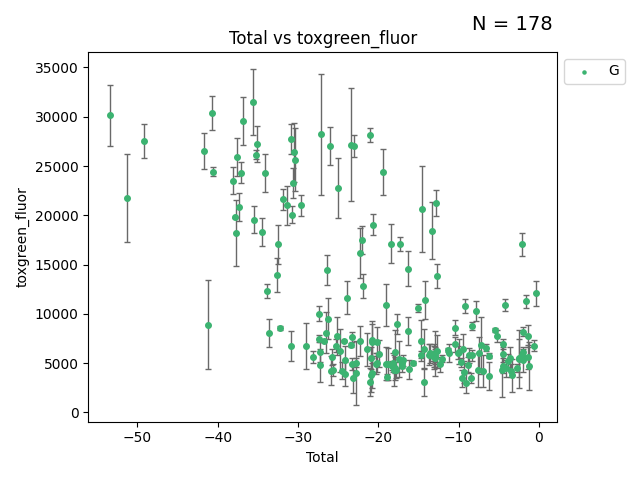 N = 178
Total vs toxgreen_fluor
G
35000
30000
25000
20000
15000
10000
5000
0
toxgreen_fluor
−50 −40 −30 −20 −10 0
Total